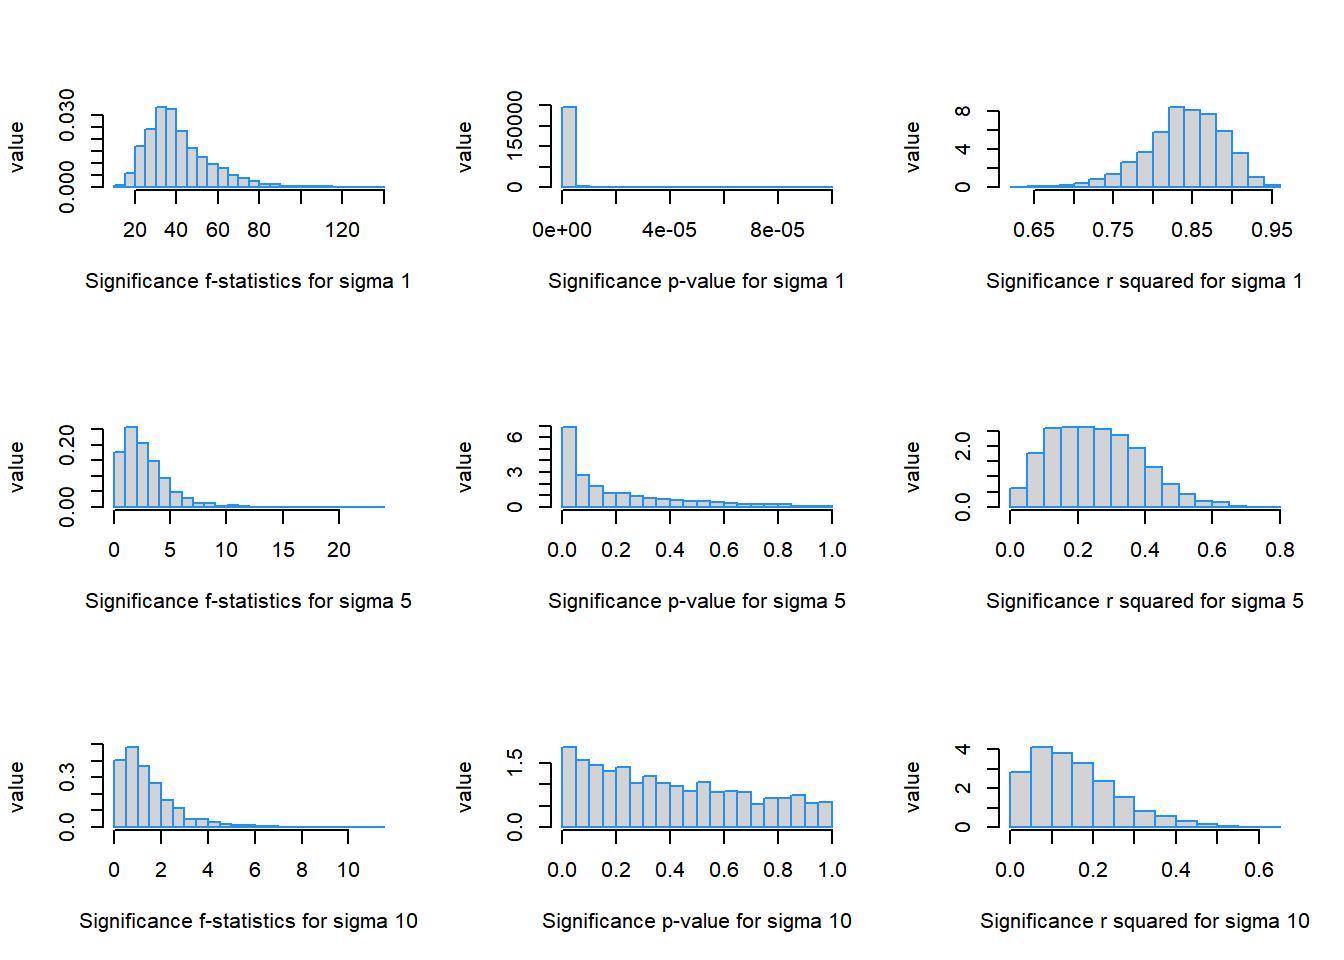 value
0.000 0.030
20 40 60 80 120
Significance f-statistics for sigma 1
value
0 150000
0e+00 4e-05 8e-05
Significance p-value for sigma 1
value
0 4 8
0.65 0.75 0.85 0.95
Significance r squared for sigma 1
value
0.00 0.20
0 5 10 15 20
Significance f-statistics for sigma 5
value
0 3 6
0.0 0.2 0.4 0.6 0.8 1.0
Significance p-value for sigma 5
value
0.0 2.0
0.0 0.2 0.4 0.6 0.8
Significance r squared for sigma 5
value
0.0 0.3
0 2 4 6 8 10
Significance f-statistics for sigma 10
value
0.0 1.5
0.0 0.2 0.4 0.6 0.8 1.0
Significance p-value for sigma 10
value
0 2 4
0.0 0.2 0.4 0.6
Significance r squared for sigma 10